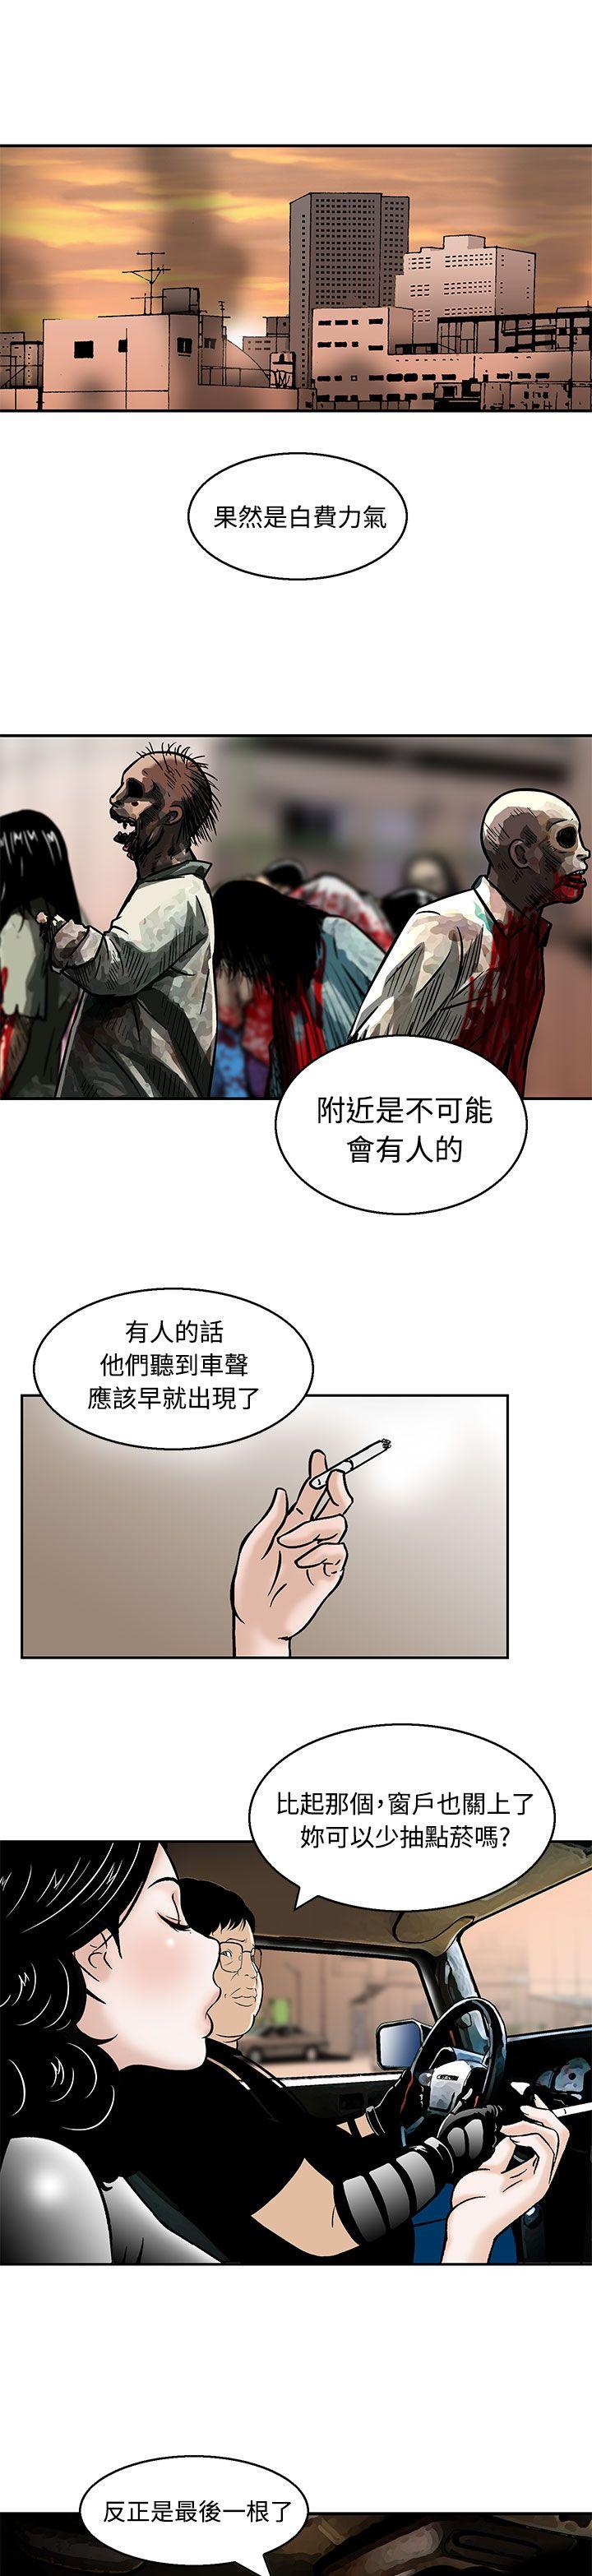 果然是白費力氣
附近是不可能
會有人的
有人的話
他們聽到車聲
應該早就出現了
比起那個，窗戶也關上了
妳可以少抽點菸嗎?
反正是最後一根了